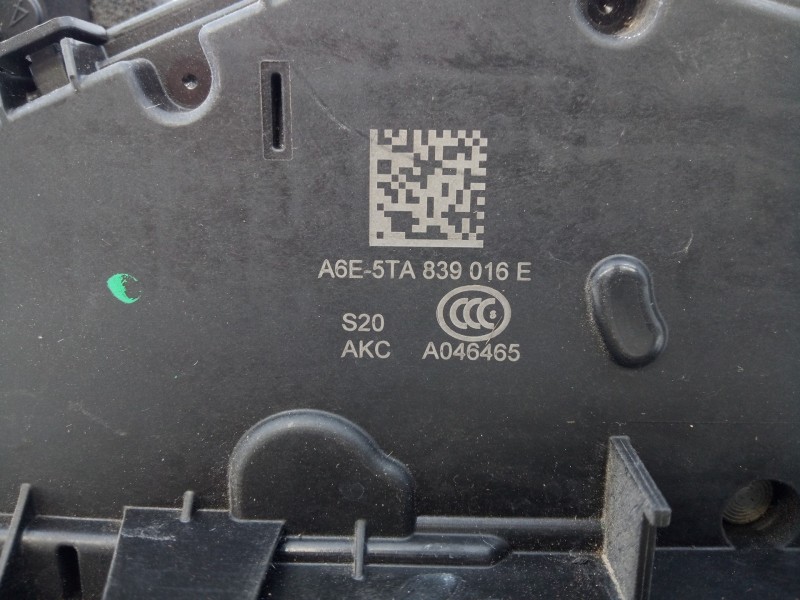 A6E-5TA 839 016 E
CCC S
S20
AKC A046465